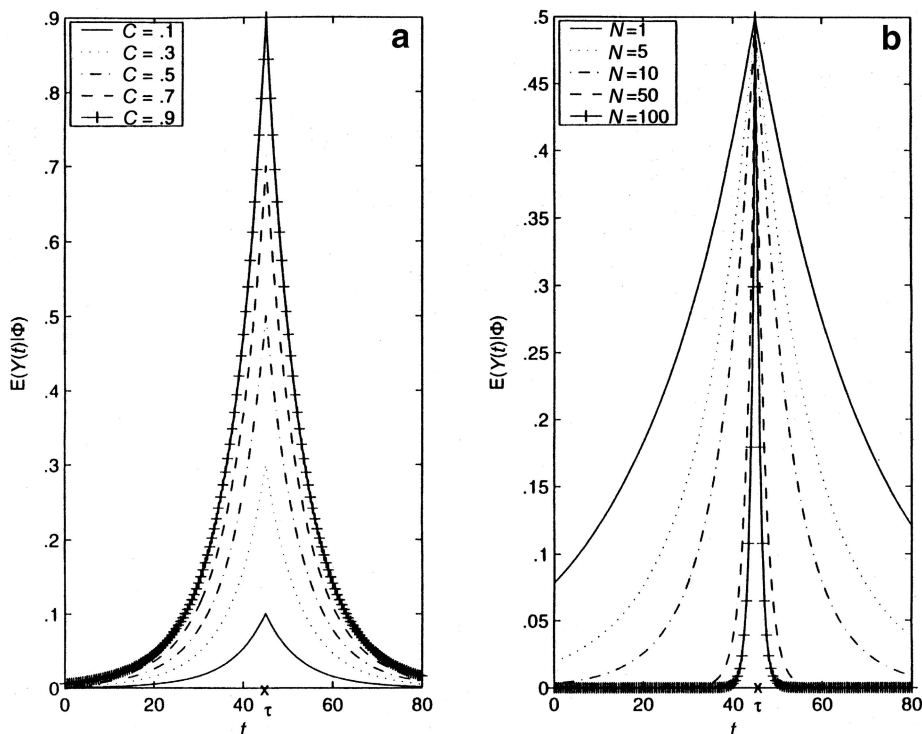 a
C = .1
C = .3
C = .5
C = .7
C = .9
.9
.8
.7
.6
.5
.4
.3
.2
.1
0
E(Y(t)|Φ)
0
20
40
60
80
x
τ
t
b
N=1
N=5
N=10
N=50
N=100
.5
.45
.4
.35
.3
.25
.2
.15
.1
.05
0
E(Y(t)|Φ)
0
20
40
60
80
x
τ
t